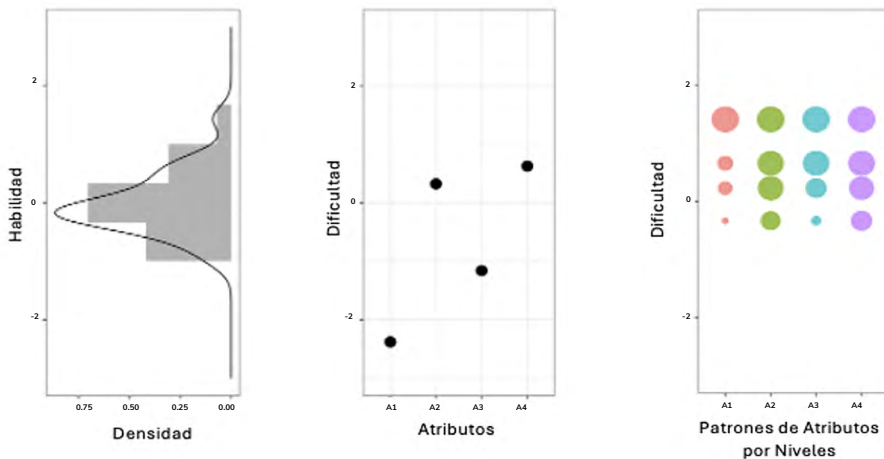 Habilidad
2
0
-2
0.75 0.50 0.25 0.00
Densidad
Dificultad
2
0
-2
A1 A2 A3 A4
Atributos
Dificultad
2
0
-2
A1 A2 A3 A4
Patrones de Atributos
por Niveles